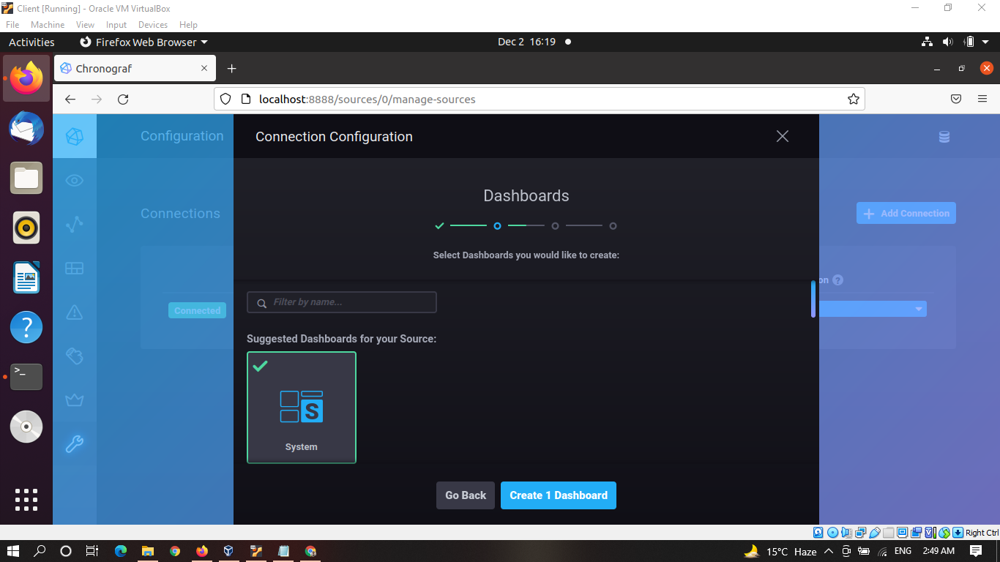 Client [Running] - Oracle VM VirtualBox
File Machine View Input Devices Help
Activities Firefox Web Browser Dec 2 16:19
Chronograf
localhost:8888/sources/0/manage-sources
Configuration
Connection Configuration
Dashboards
Connections
Add Connection
Select Dashboards you would like to create:
on ?
Filter by name...
Connected
Suggested Dashboards for your Source:
S
System
Go Back
Create 1 Dashboard
Right Ctrl
15°C Haze ENG 2:49 AM